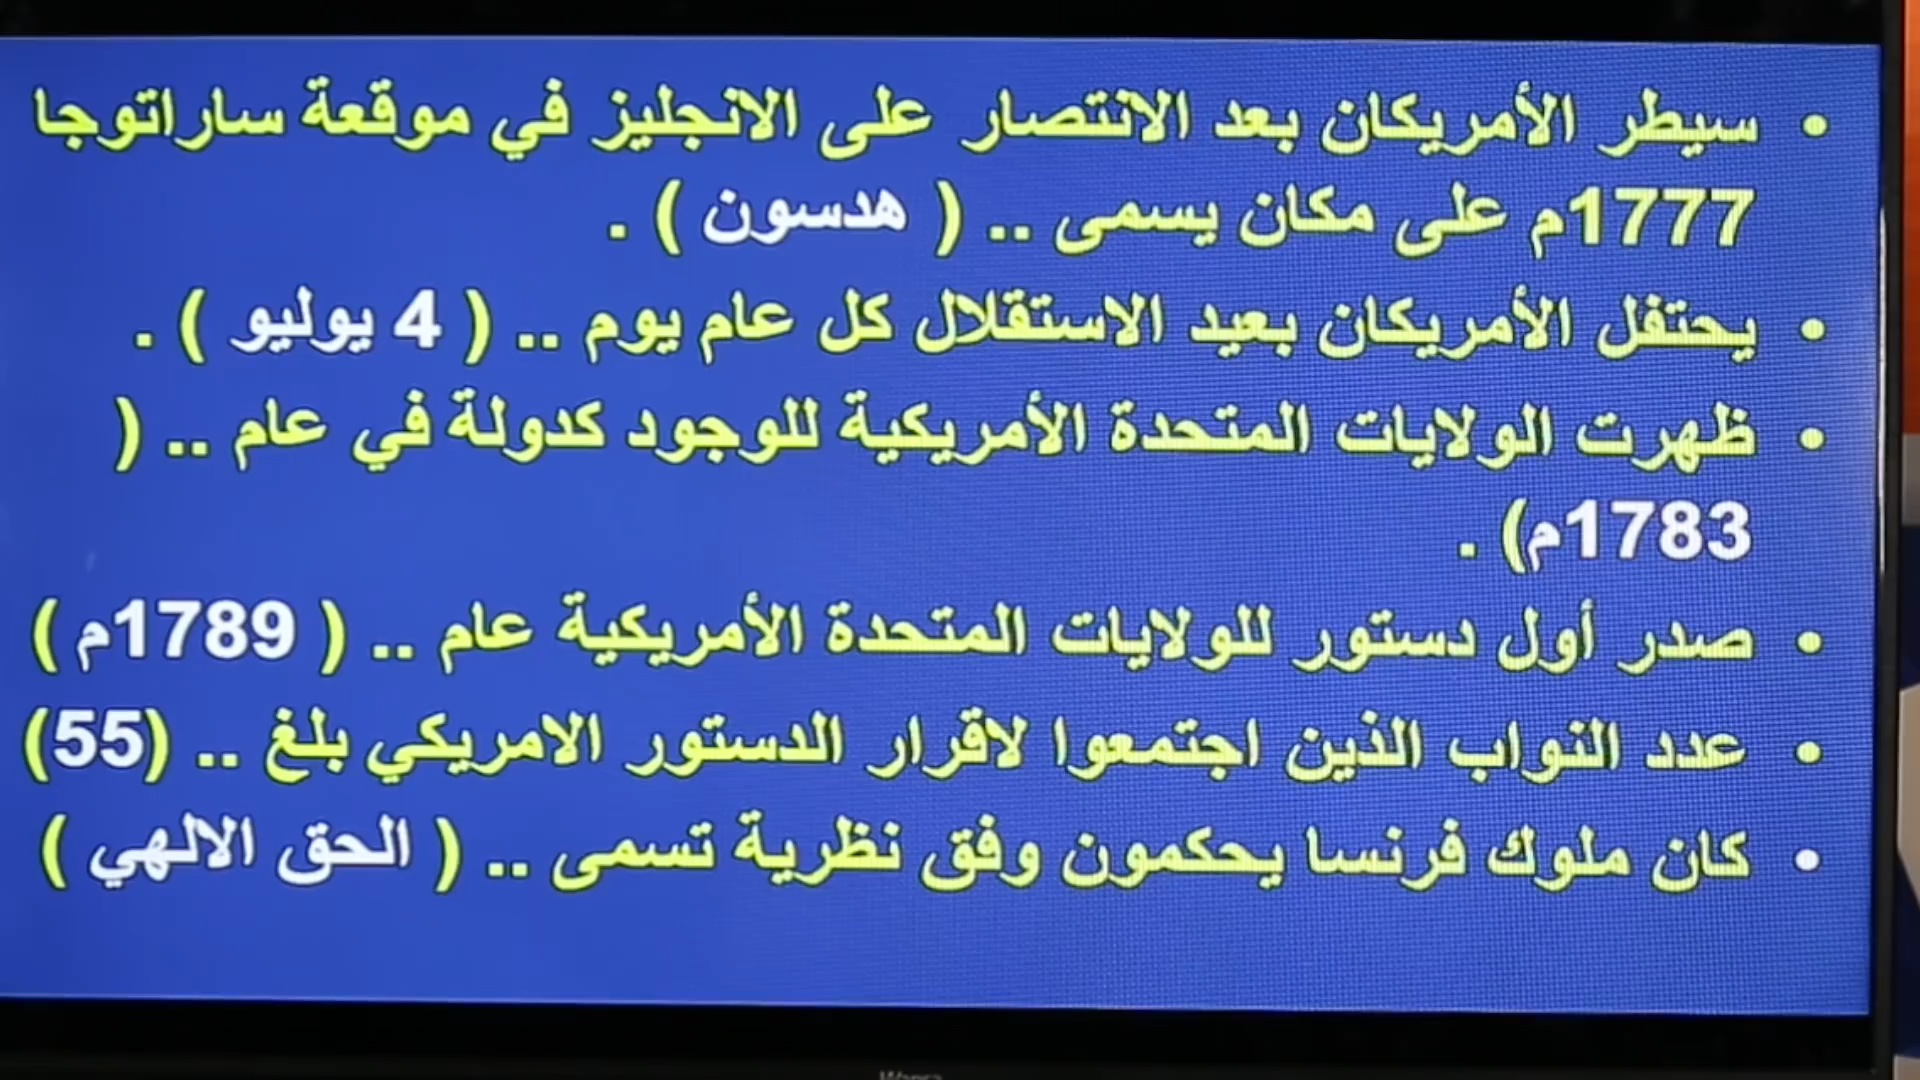 • سيطر الأمريكان بعد الانتصار على الانجليز في موقعة ساراتوجا
1777م على مكان يسمى .. ( هدسون ) .
• يحتفل الأمريكان بعيد الاستقلال كل عام يوم .. ( 4 يوليو ) .
• ظهرت الولايات المتحدة الأمريكية للوجود كدولة في عام .. (
1783م) .
• صدر أول دستور للولايات المتحدة الأمريكية عام .. ( 1789م )
• عدد النواب الذين اجتمعوا لاقرار الدستور الامريكي بلغ .. (55)
• كان ملوك فرنسا يحكمون وفق نظرية تسمى .. ( الحق الالهي )